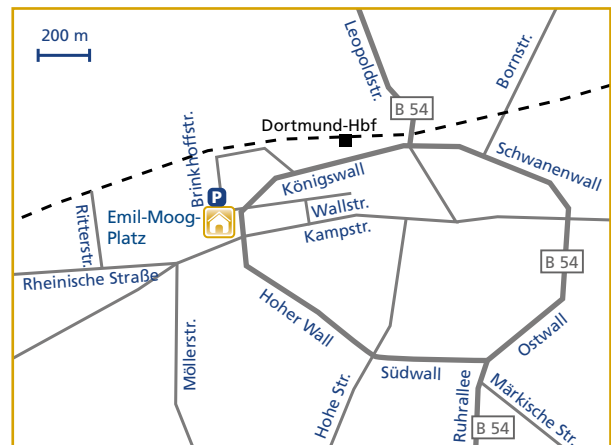 200 m
Leopoldstr.
Bornstr.
B 54
Dortmund-Hbf
Brinkhoffstr.
Königswall
Schwanenwall
P
Wallstr.
Emil-Moog-
Platz
Kampstr.
Ritterstr.
Rheinische Straße
B 54
Hoher Wall
Ostwall
Möllerstr.
Südwall
Hohe Str.
Ruhrallee
Märkische Str.
B 54